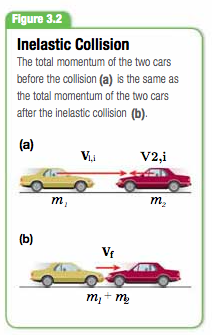 Figure 3.2
Inelastic Collision
The total momentum of the two cars
before the collision (a) is the same as
the total momentum of the two cars
after the inelastic collision (b).
(a)
V1,i V2,i
m1 m2
(b)
Vf
m1 + m2